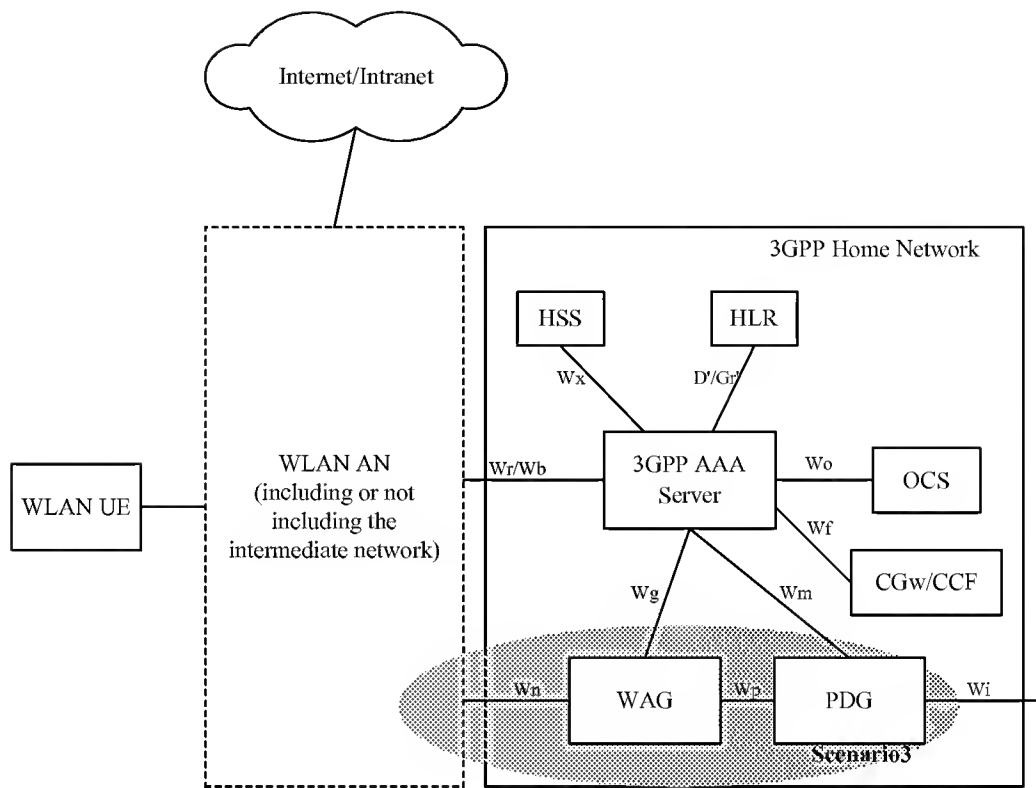 Internet/Intranet
3GPP Home Network
HSS
HLR
Wx
D'/Gr'
WLAN AN
(including or not
including the
intermediate network)
Wr/Wb
3GPP AAA
Server
Wo
OCS
WLAN UE
Wf
CGw/CCF
Wg
Wm
Wn
WAG
Wp
PDG
Wi
Scenario3